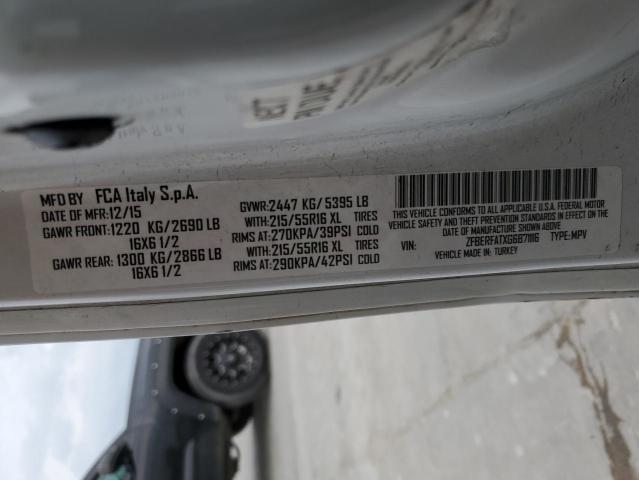 MFD BY FCA Italy S.p.A.
DATE OF MFR: 12/15 GVWR: 2447 KG/ 5395 LB
GAWR FRONT: 1220 KG/2690 LB WITH: 215/55R16 XL TIRES
16X6 1/2 RIMS AT: 270KPA/39PSI COLD
GAWR REAR: 1300 KG/2866 LB WITH: 215/55R16 XL TIRES
16X6 1/2 RIMS AT: 290KPA/42PSI COLD
THIS VEHICLE CONFORMS TO ALL APPLICABLE U.S.A. FEDERAL MOTOR
VEHICLE SAFETY AND THEFT PREVENTION STANDARDS IN EFFECT ON THE
DATE OF MANUFACTURE SHOWN ABOVE.
VIN: TYPE: MPV
VEHICLE MADE IN: TURKEY